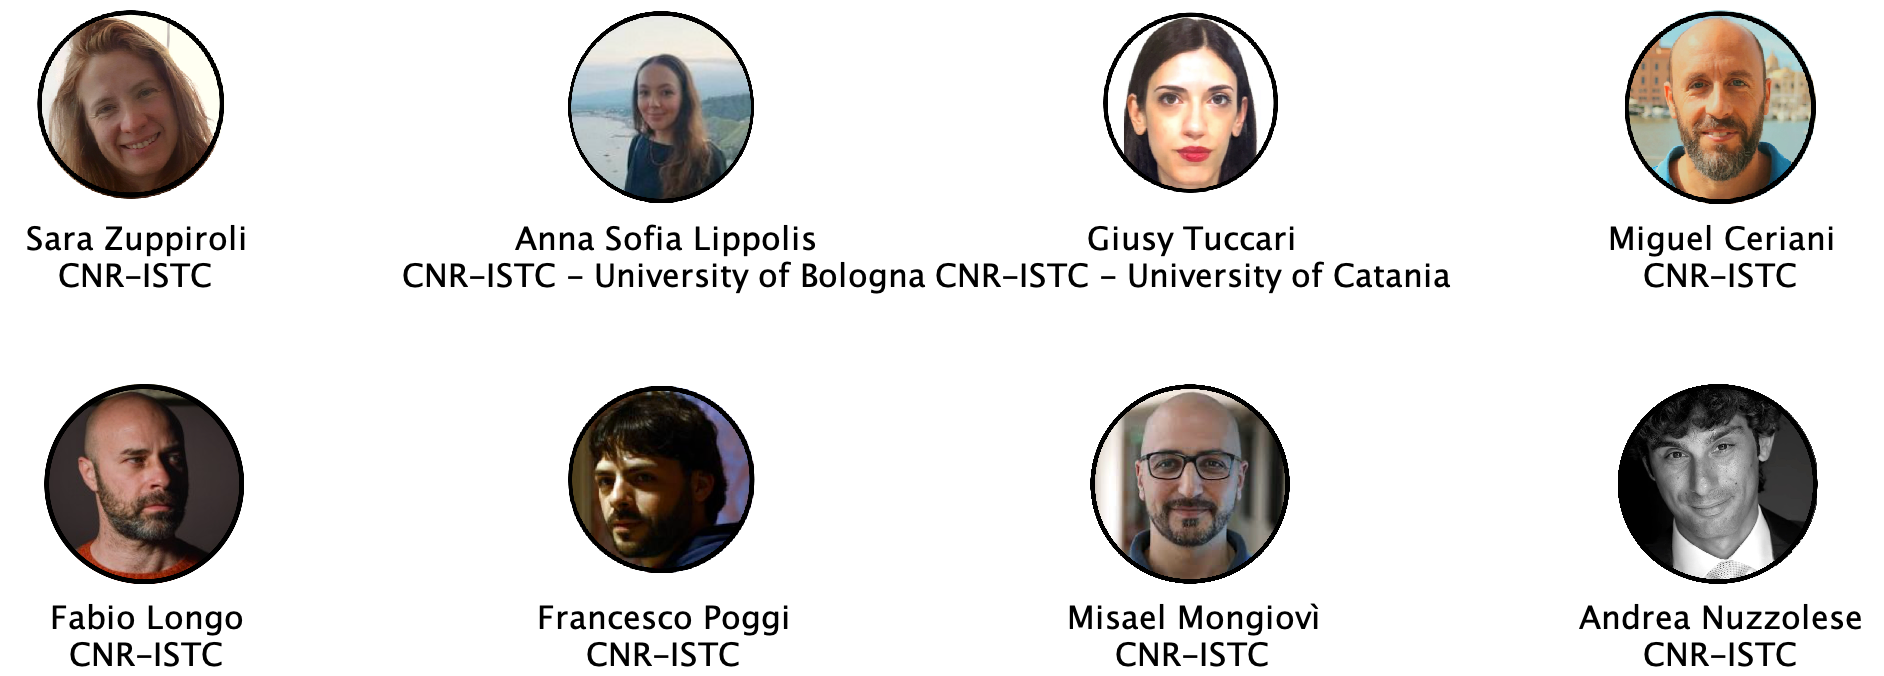 Sara Zuppiroli
CNR-ISTC
Anna Sofia Lippolis
CNR-ISTC - University of Bologna
Giusy Tuccari
CNR-ISTC - University of Catania
Miguel Ceriani
CNR-ISTC
Fabio Longo
CNR-ISTC
Francesco Poggi
CNR-ISTC
Misael Mongiovì
CNR-ISTC
Andrea Nuzzolese
CNR-ISTC